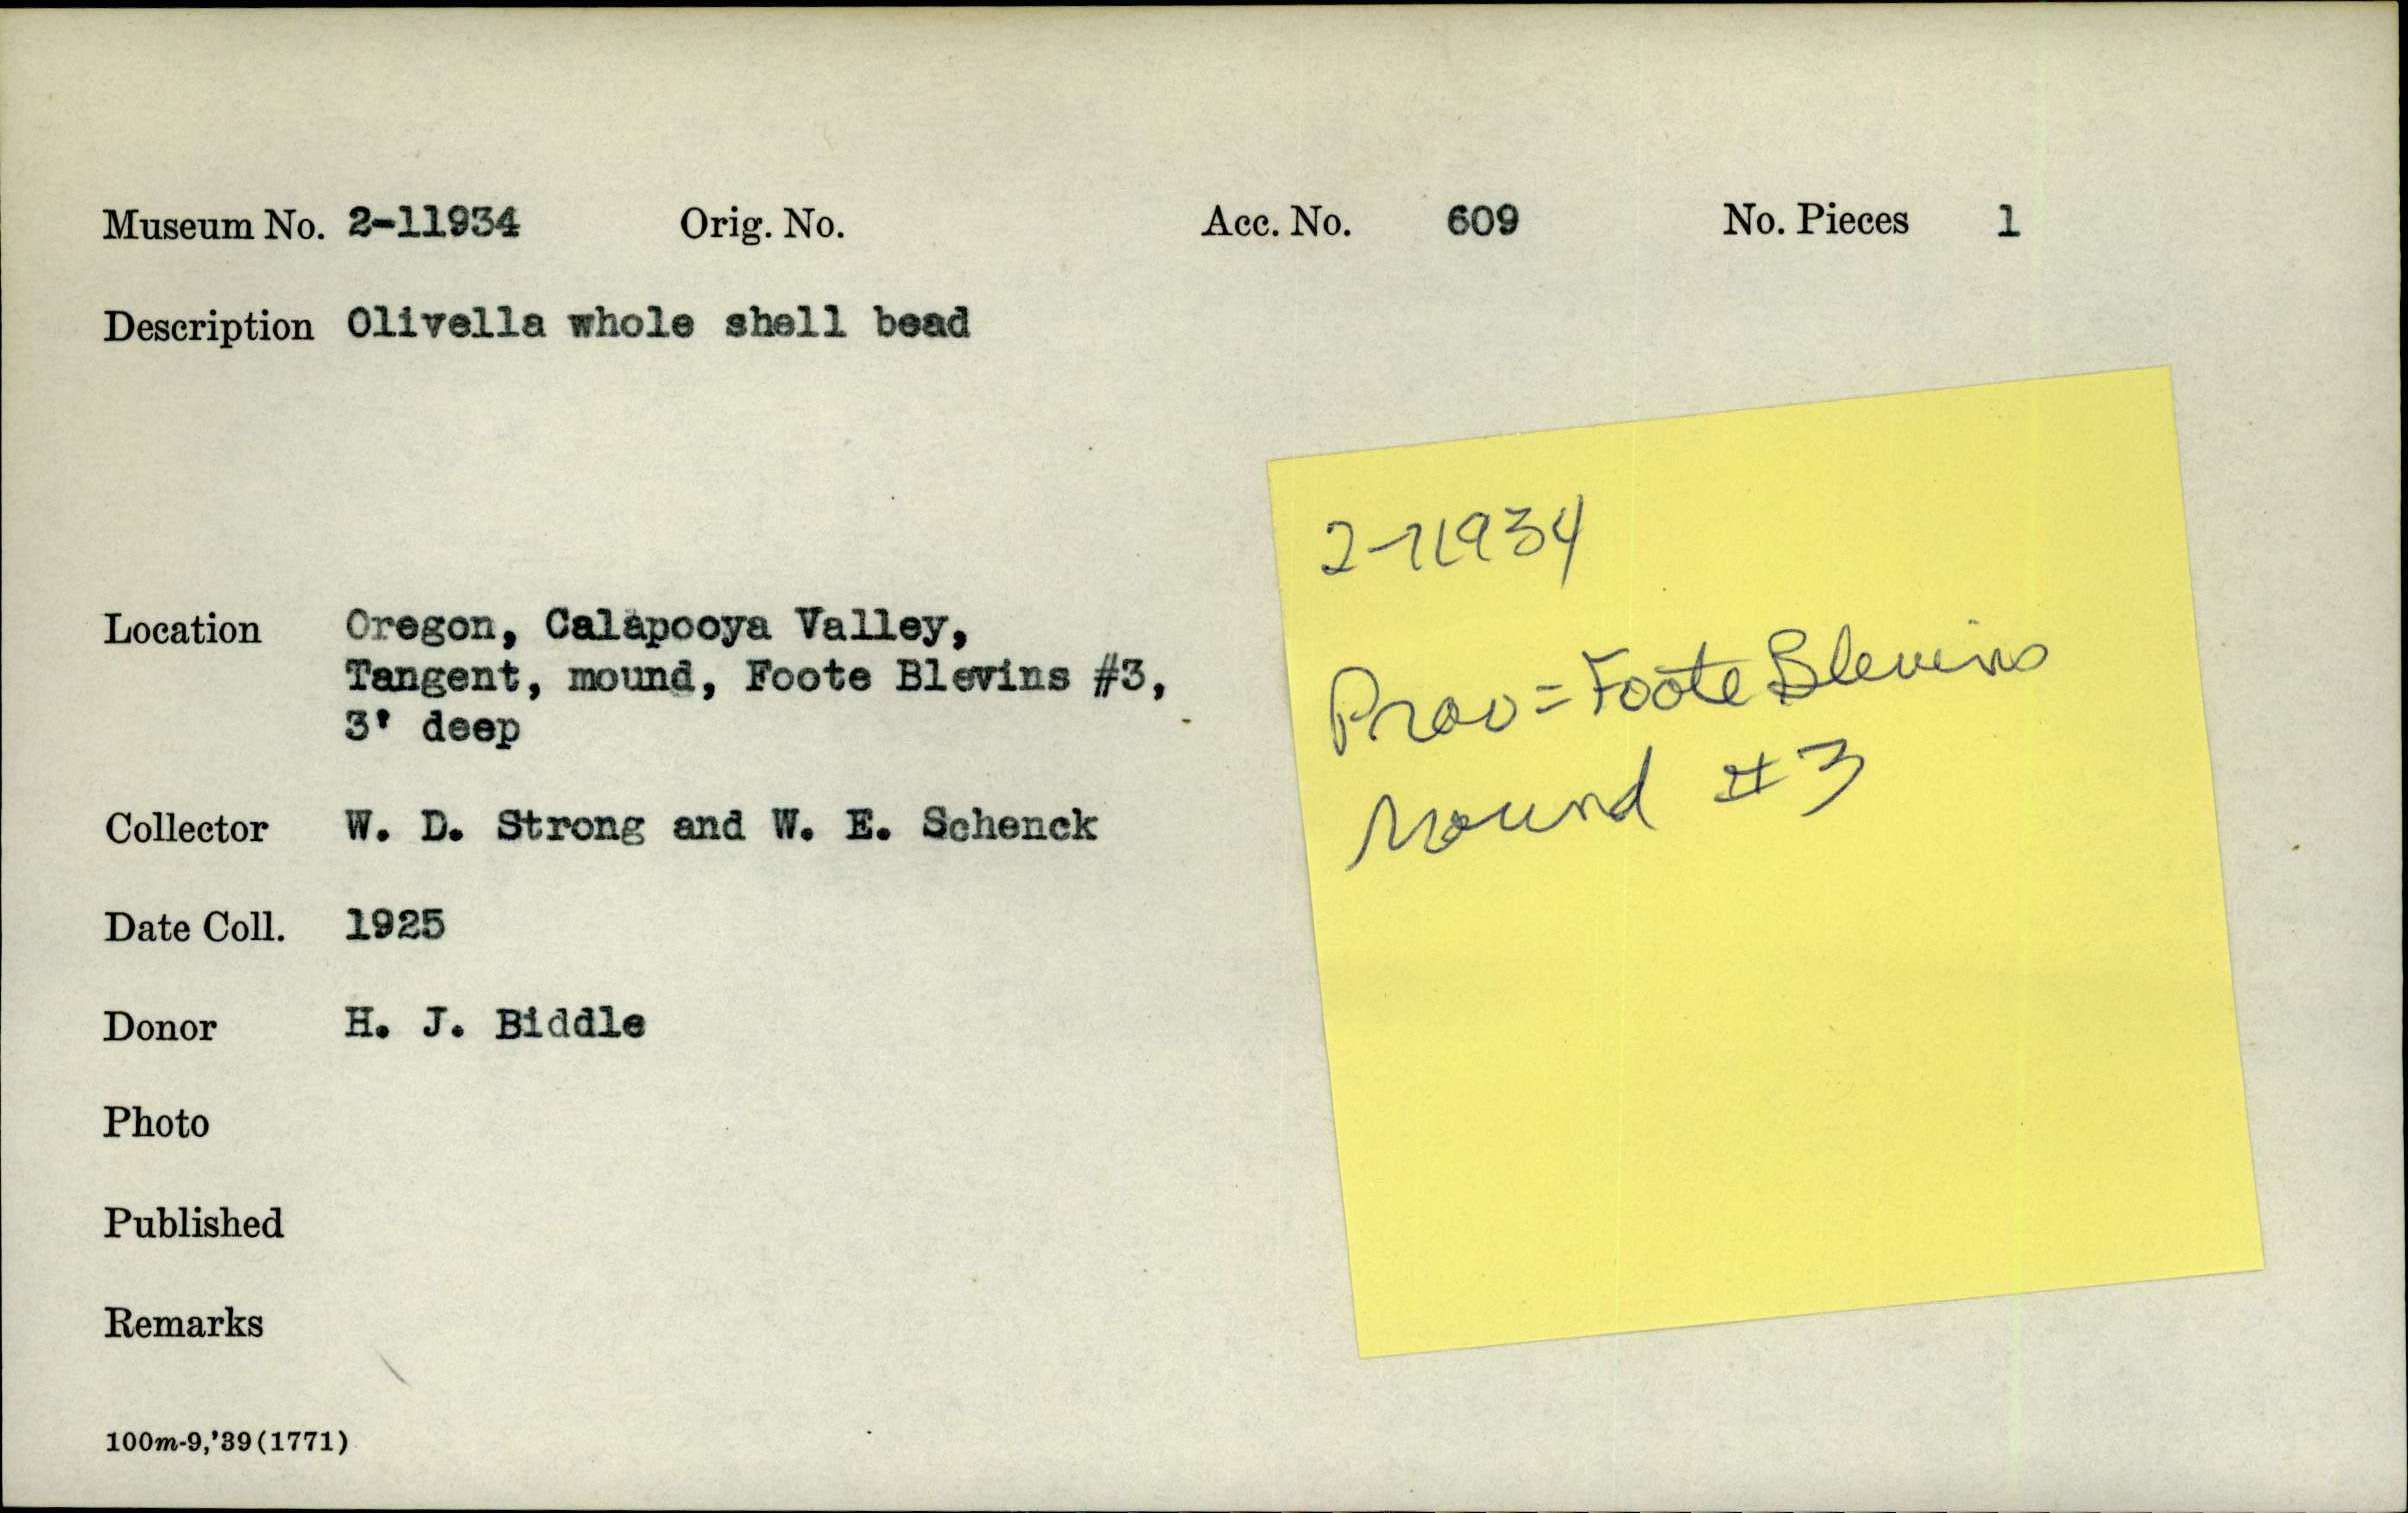 Museum No. 2-11934 Orig. No. Acc. No. 609 No. Pieces 1
Description Olivella whole shell bead
Location Oregon, Calapooya Valley,
Tangent, mound, Foote Blevins #3,
3' deep
Collector W. D. Strong and W. E. Schenck
Date Coll. 1925
Donor H. J. Biddle
Photo
Published
Remarks
100m-9,'39(1771)
2-11934
Prov = Foote Blevins
Mound #3